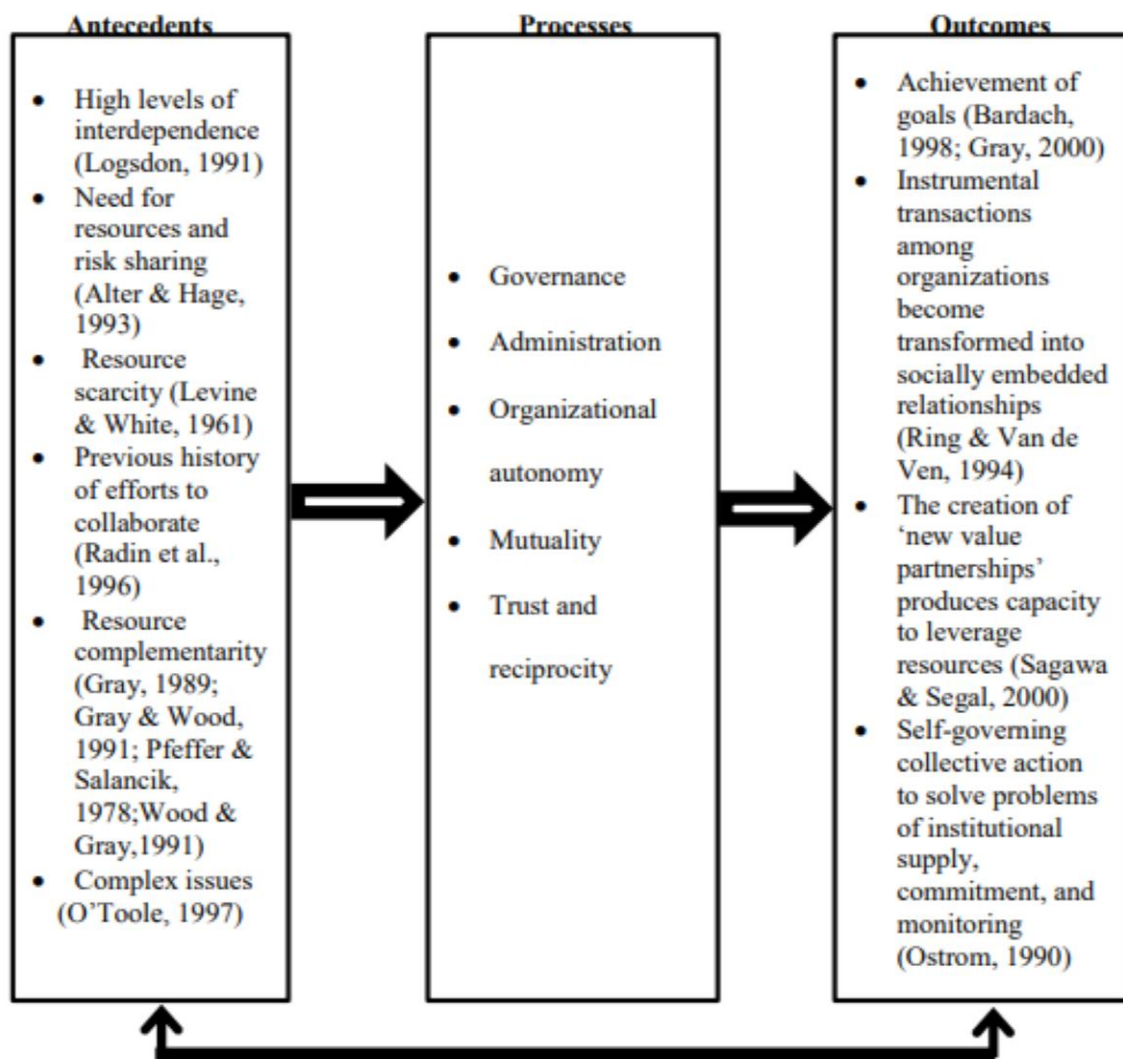 Antecedents
• High levels of
interdependence
(Logsdon, 1991)
• Need for
resources and
risk sharing
(Alter & Hage,
1993)
• Resource
scarcity (Levine
& White, 1961)
• Previous history
of efforts to
collaborate
(Radin et al.,
1996)
• Resource
complementarity
(Gray, 1989;
Gray & Wood,
1991; Pfeffer &
Salancik,
1978;Wood &
Gray,1991)
• Complex issues
(O'Toole, 1997)
Processes
• Governance
• Administration
• Organizational
autonomy
• Mutuality
• Trust and
reciprocity
Outcomes
• Achievement of
goals (Bardach,
1998; Gray, 2000)
• Instrumental
transactions
among
organizations
become
transformed into
socially embedded
relationships
(Ring & Van de
Ven, 1994)
• The creation of
‘new value
partnerships’
produces capacity
to leverage
resources (Sagawa
& Segal, 2000)
• Self-governing
collective action
to solve problems
of institutional
supply,
commitment, and
monitoring
(Ostrom, 1990)